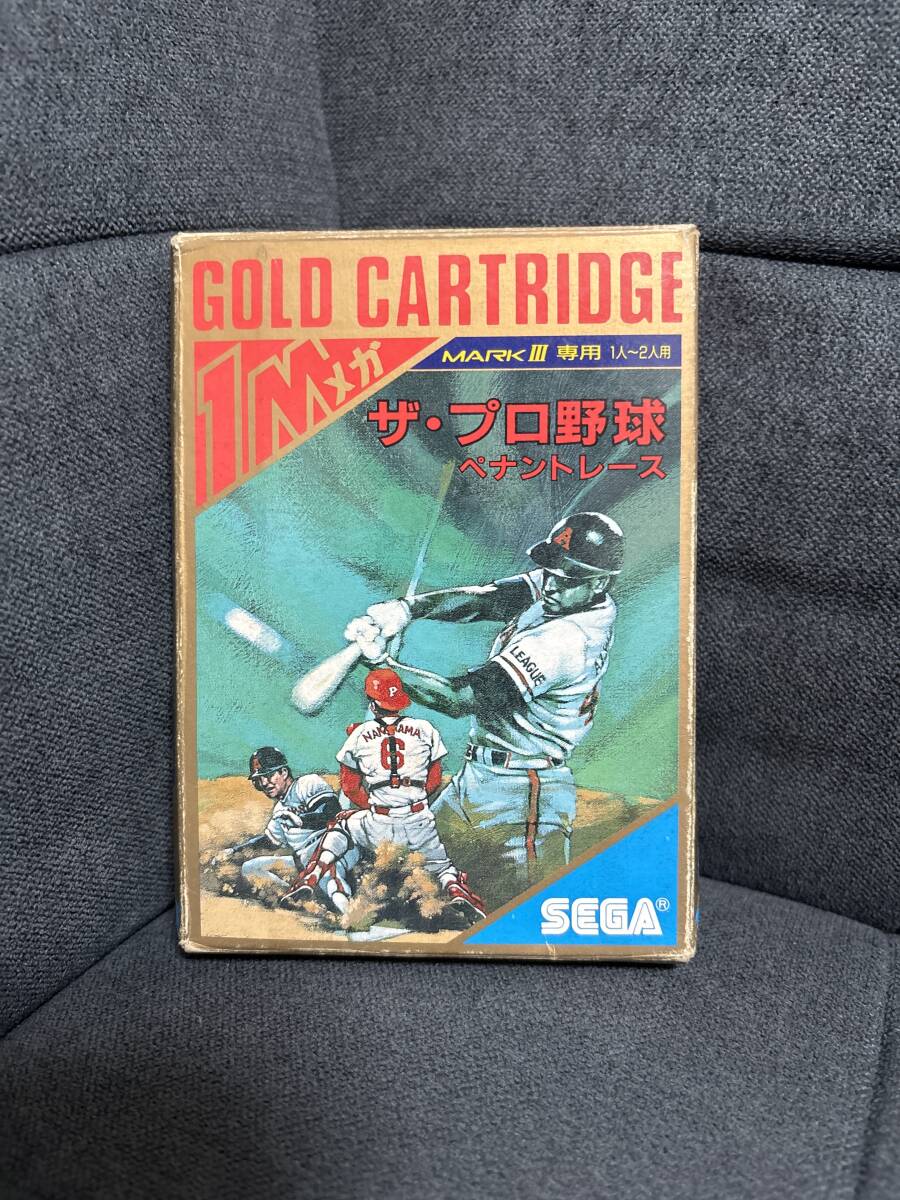 GOLD CARTRIDGE
1Mメガ
MARK III 専用 1人〜2人用
ザ・プロ野球
ペナントレース
A
LEAGUE
P
6
A
SEGA®